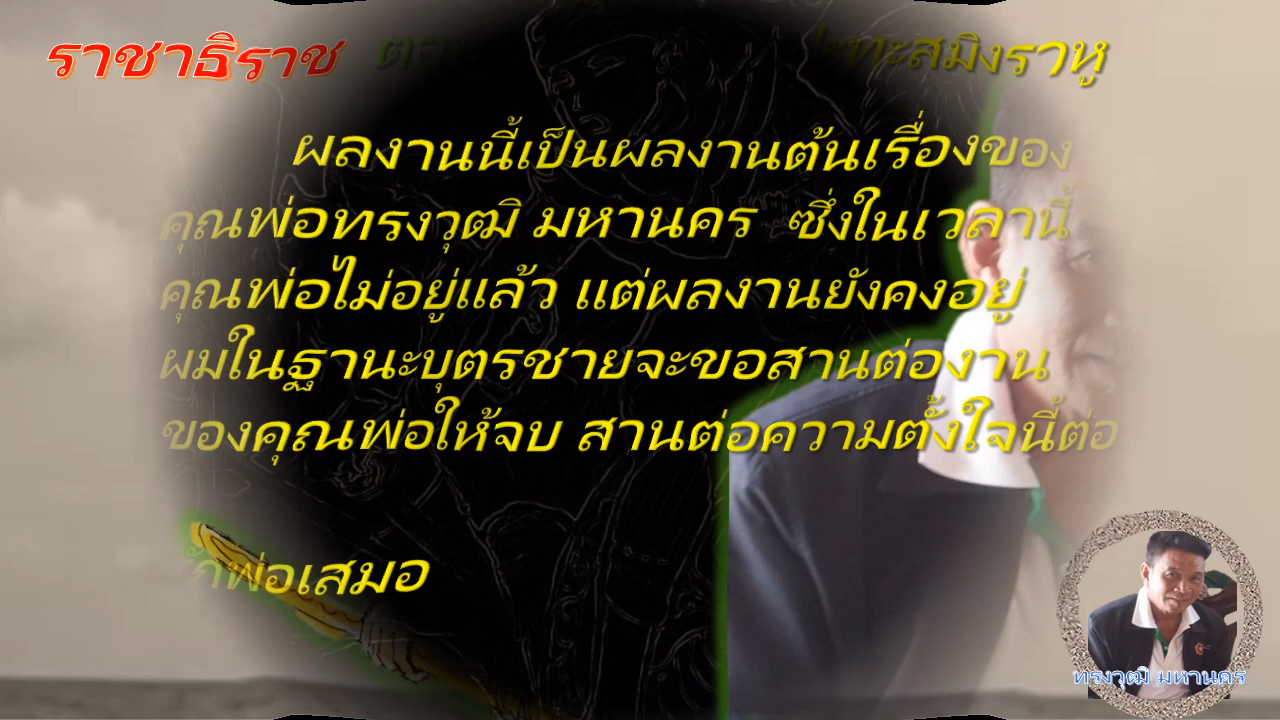 ราชาธิราช ปะทะสมิงราหู
ผลงานนี้เป็นผลงานต้นเรื่องของ
คุณพ่อทรงวุฒิ มหานคร ซึ่งในเวลานี้
คุณพ่อไม่อยู่แล้ว แต่ผลงานยังคงอยู่
ผมในฐานะบุตรชายจะขอสานต่องาน
ของคุณพ่อให้จบ สานต่อความตั้งใจนี้ต่อ
รักพ่อเสมอ
ทรงวุฒิ มหานคร